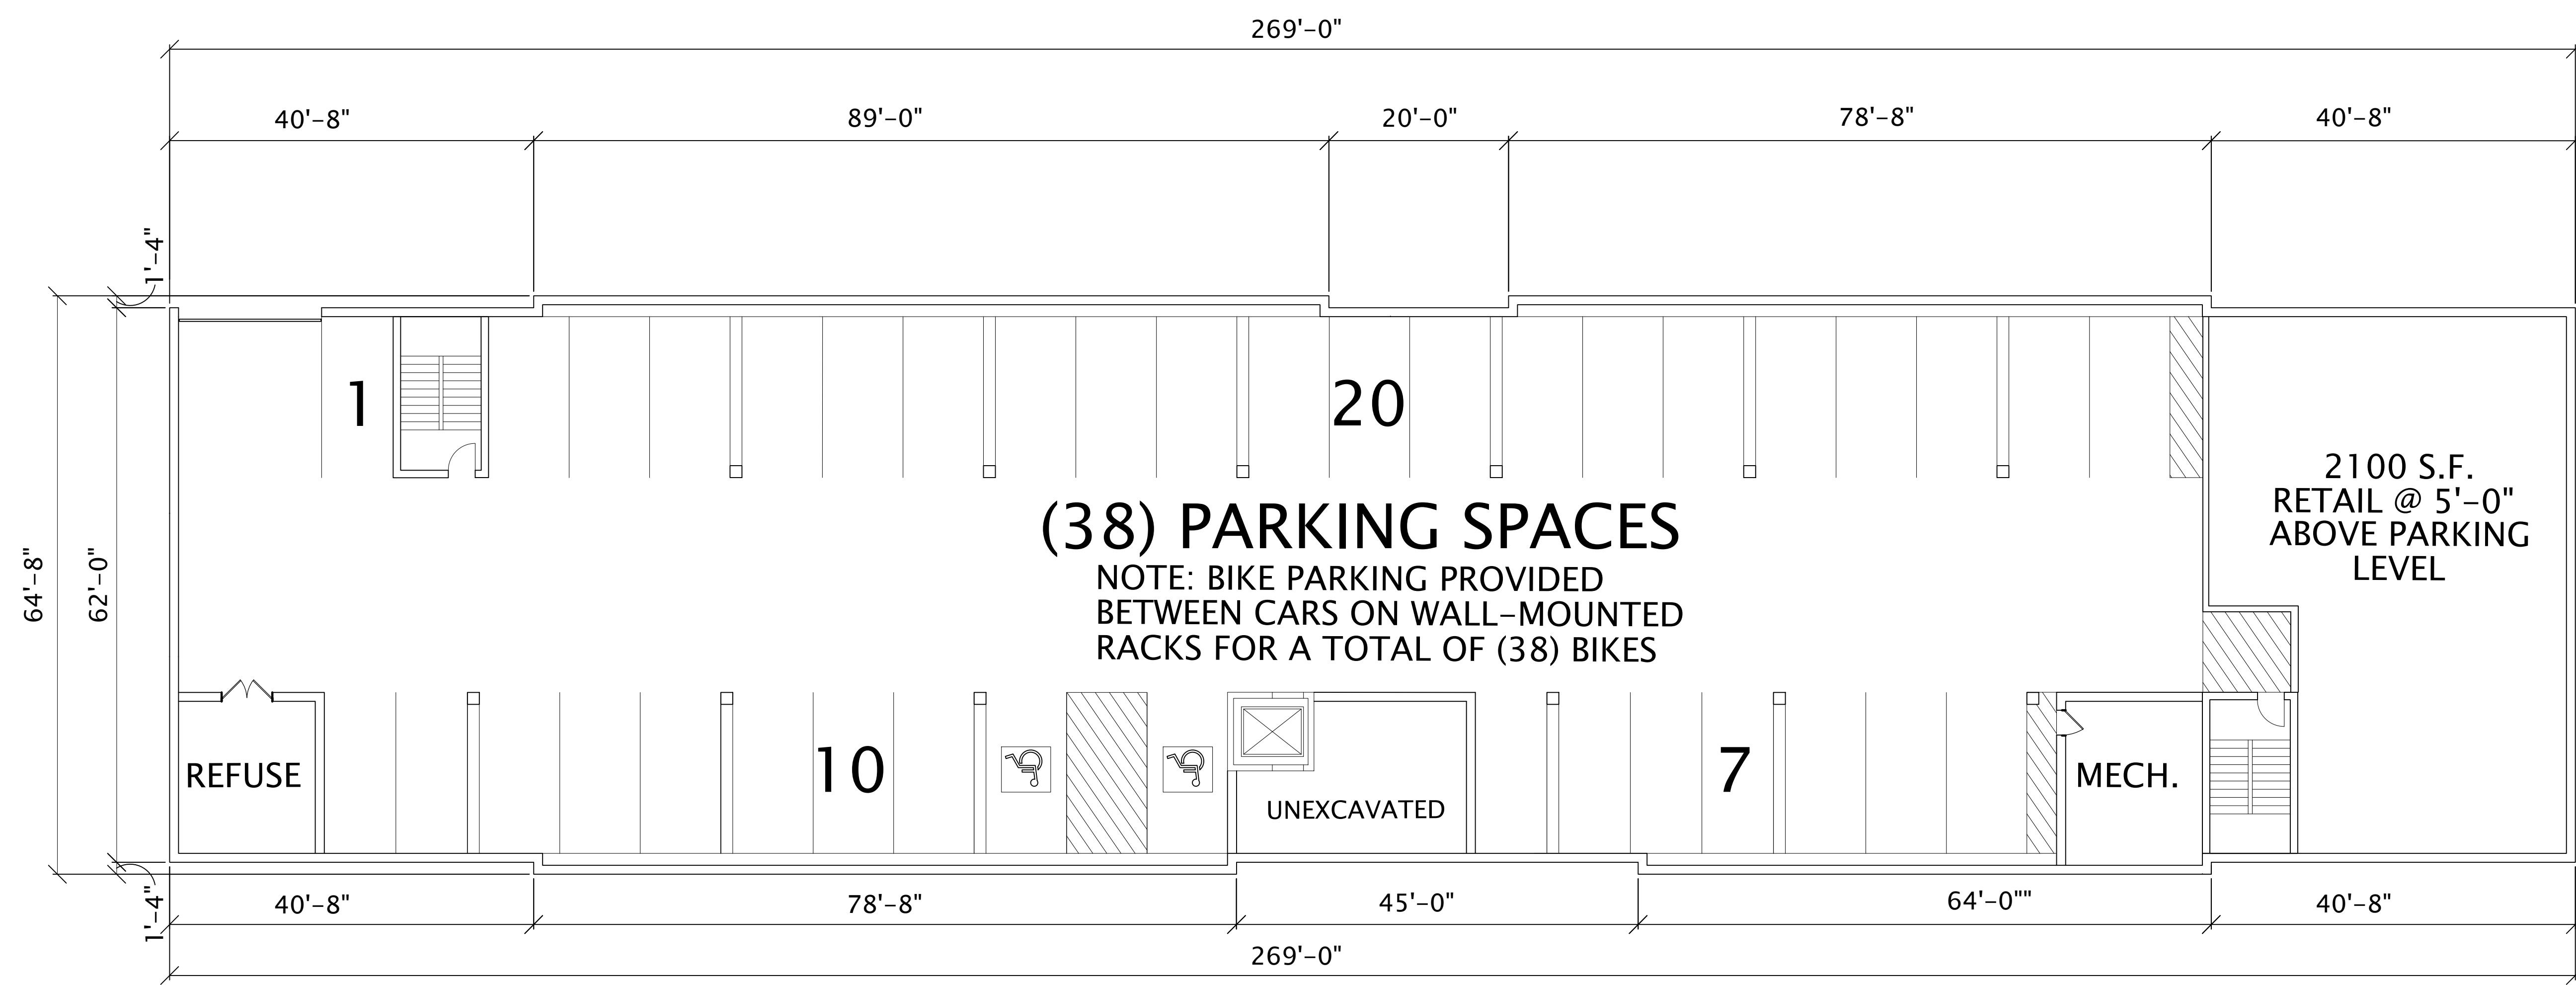 269'-0"
40'-8"
89'-0"
20'-0"
78'-8"
40'-8"
1'-4"
64'-8"
62'-0"
1
20
(38) PARKING SPACES
NOTE: BIKE PARKING PROVIDED
BETWEEN CARS ON WALL-MOUNTED
RACKS FOR A TOTAL OF (38) BIKES
2100 S.F.
RETAIL @ 5'-0"
ABOVE PARKING
LEVEL
REFUSE
10
UNEXCAVATED
7
MECH.
1'-4"
40'-8"
78'-8"
45'-0"
64'-0""
40'-8"
269'-0"